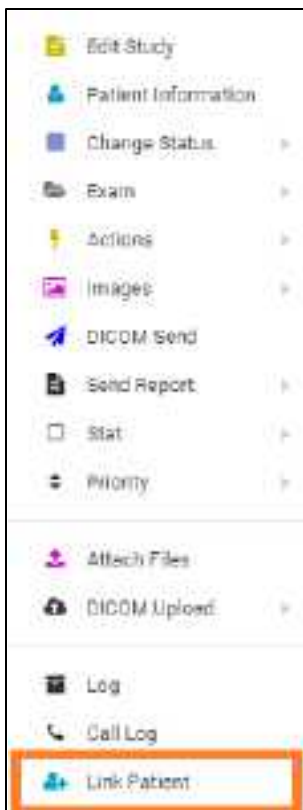 Edit Study
Patient Information
Change Status
Exam
Actions
Images
DICOM Send
Send Report
Stat
Priority
Attach Files
DICOM Upload
Log
Call Log
Link Patient